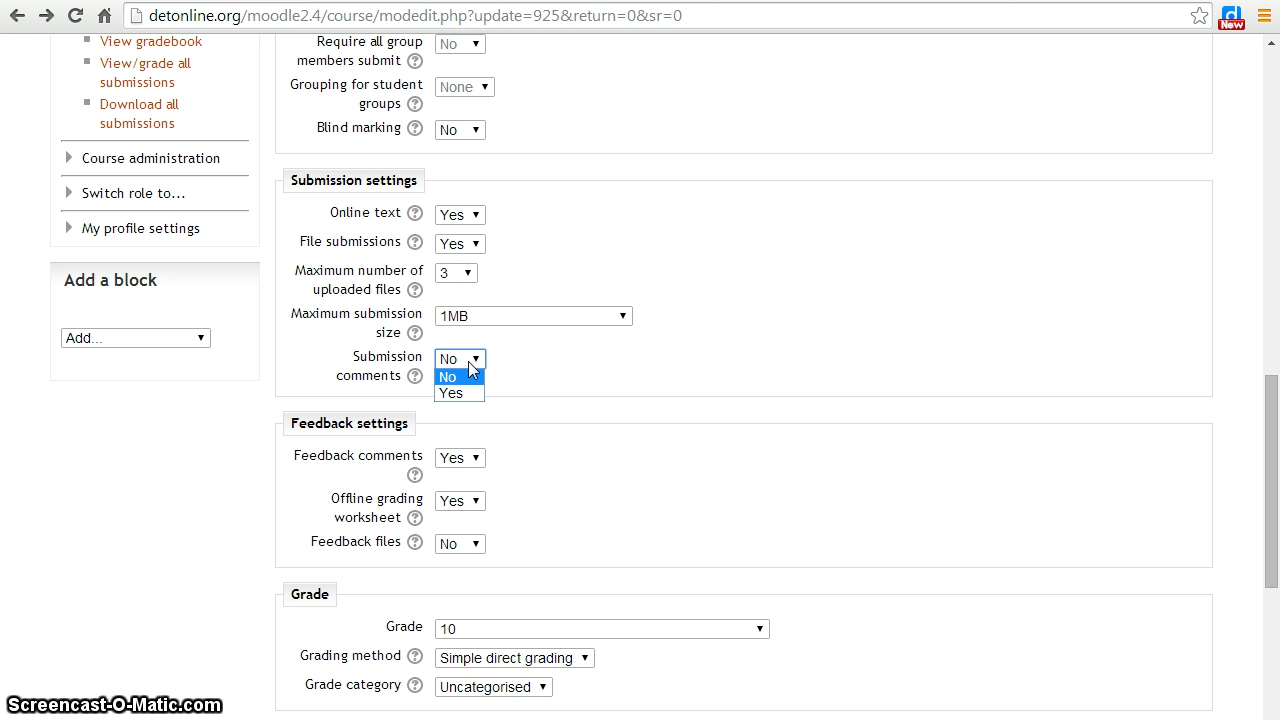 detonline.org/moodle2.4/course/modedit.php?update=925&return=0&sr=0
New
View gradebook
View/grade all
submissions
Download all
submissions
Course administration
Switch role to...
My profile settings
Add a block
Add...
Require all group
members submit
No
Grouping for student
groups
None
Blind marking
No
Submission settings
Online text
Yes
File submissions
Yes
Maximum number of
uploaded files
3
Maximum submission
size
1MB
Submission
comments
No
No
Yes
Feedback settings
Feedback comments
Yes
Offline grading
worksheet
Yes
Feedback files
No
Grade
Grade
10
Grading method
Simple direct grading
Grade category
Uncategorised
Screencast-O-Matic.com